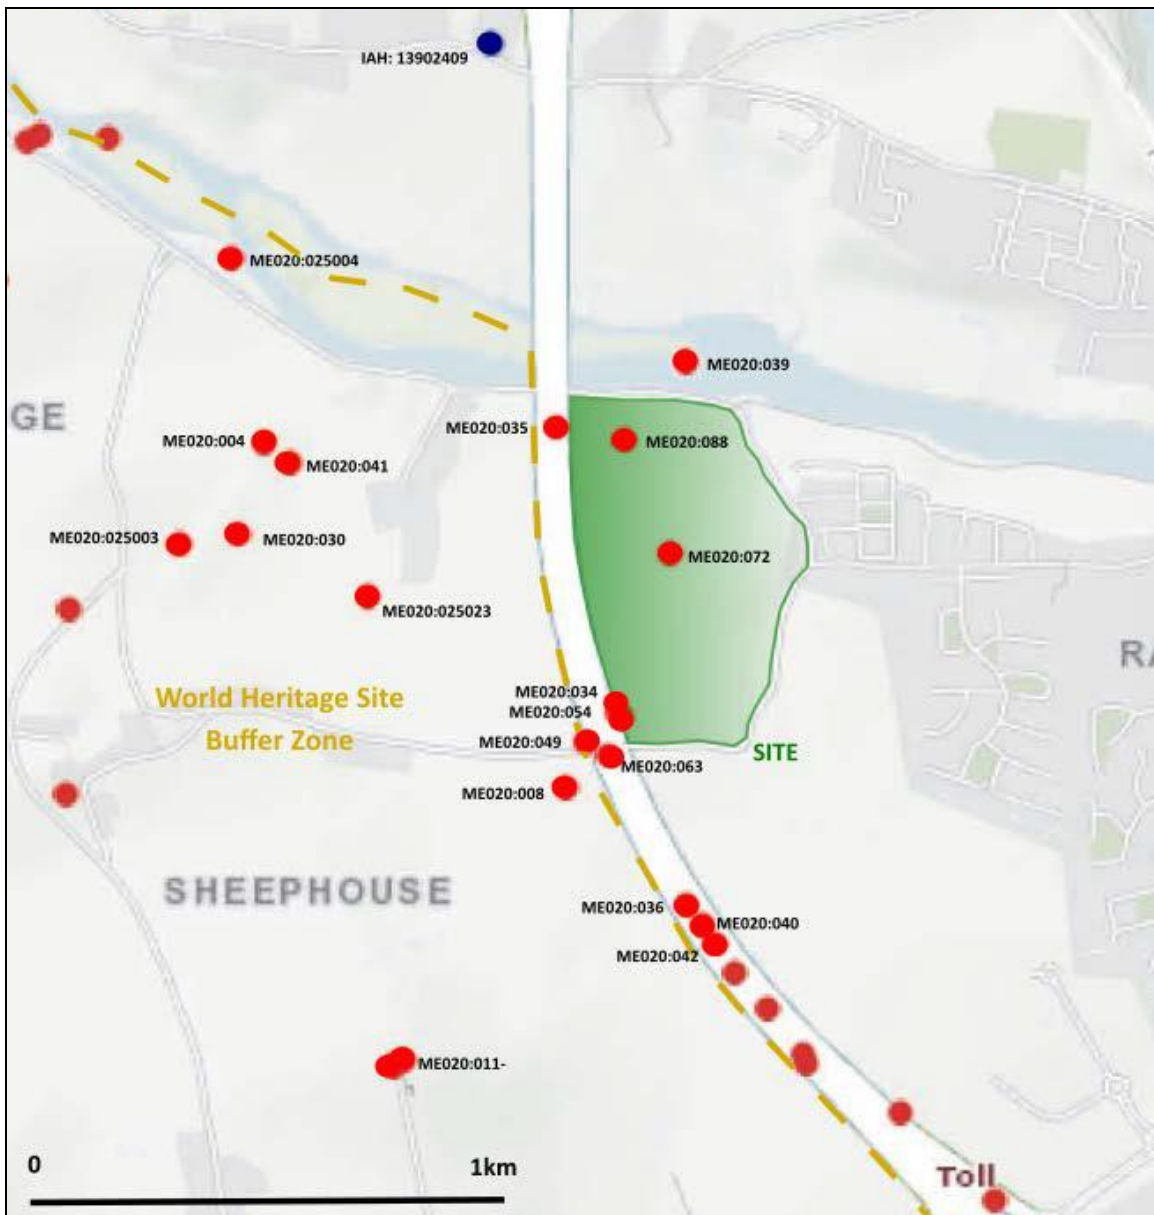 IAH: 13902409
ME020:025004
ME020:039
GE
ME020:035
ME020:004
ME020:088
ME020:041
ME020:025003
ME020:030
ME020:072
ME020:025023
RA
World Heritage Site
Buffer Zone
ME020:034
ME020:054
ME020:049
SITE
ME020:063
ME020:008
SHEEPHOUSE
ME020:036
ME020:040
ME020:042
ME020:011-
0
1km
Toll